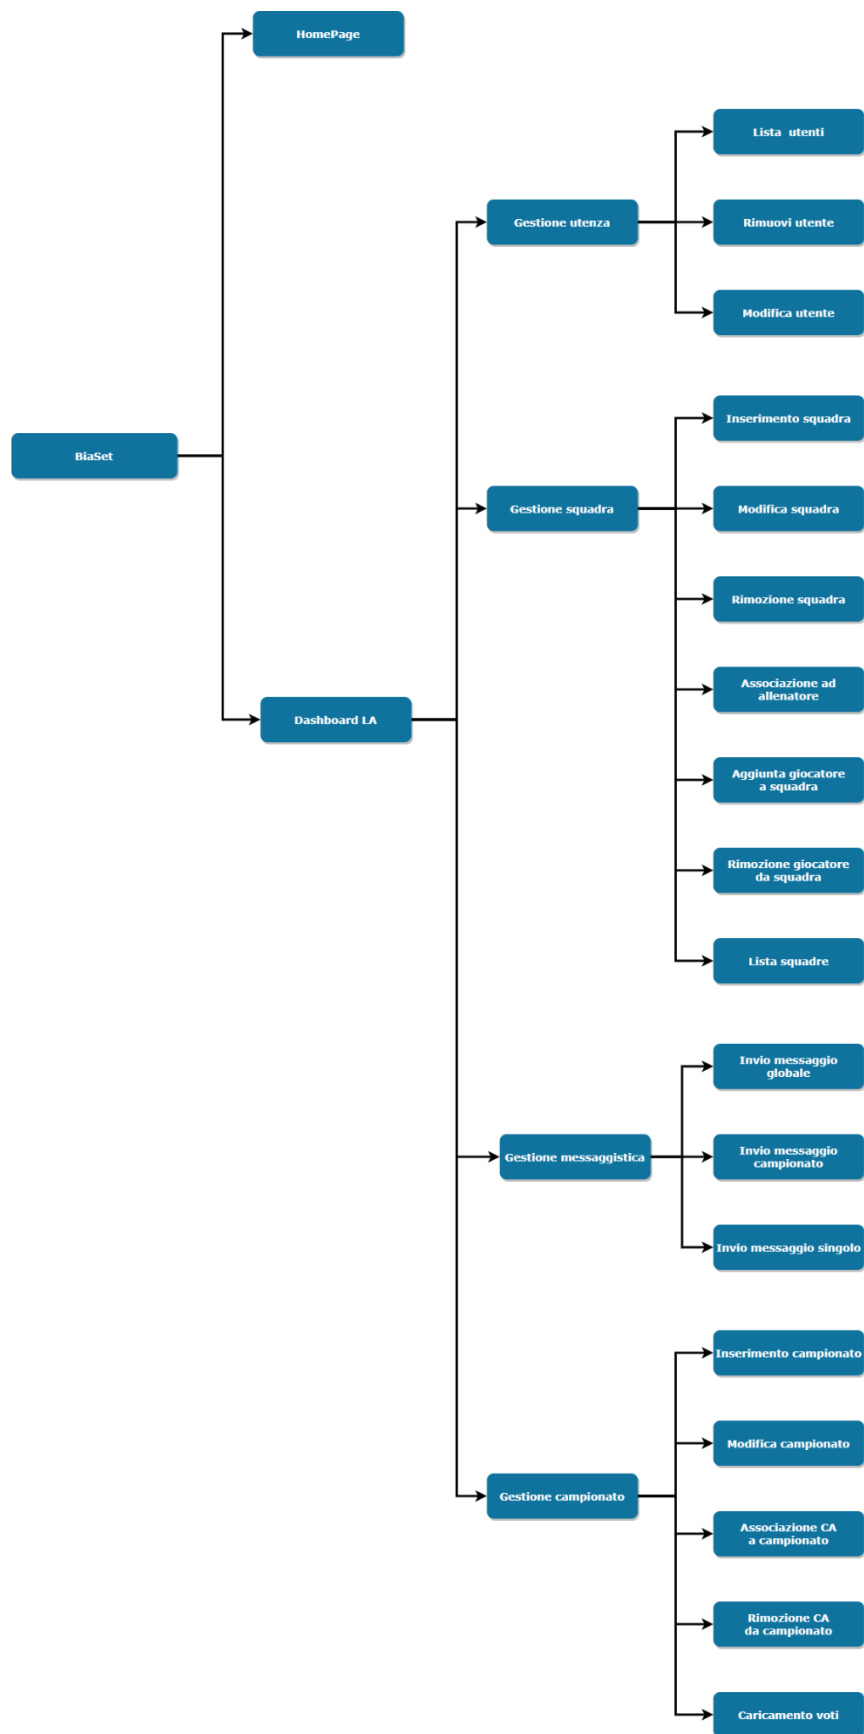 HomePage
Lista utenti
Gestione utenza
Rimuovi utente
Modifica utente
Inserimento squadra
BiaSet
Gestione squadra
Modifica squadra
Rimozione squadra
Dashboard LA
Associazione ad
allenatore
Aggiunta giocatore
a squadra
Rimozione giocatore
da squadra
Lista squadre
Invio messaggio
globale
Gestione messaggistica
Invio messaggio
campionato
Invio messaggio singolo
Inserimento campionato
Modifica campionato
Gestione campionato
Associazione CA
a campionato
Rimozione CA
da campionato
Caricamento voti